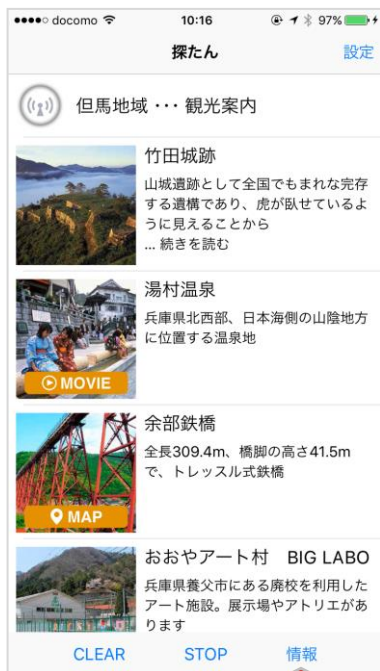 docomo 10:16 97%
探たん 設定
但馬地域 ・・・ 観光案内
竹田城跡
山城遺跡として全国でもまれな完存
する遺構であり、虎が臥せているよ
うに見えることから
... 続きを読む
湯村温泉
兵庫県北西部、日本海側の山陰地方
に位置する温泉地
MOVIE
余部鉄橋
全長309.4m、橋脚の高さ41.5m
で、トレッスル式鉄橋
MAP
おおやアート村 BIG LABO
兵庫県養父市にある廃校を利用した
アート施設。展示場やアトリエがあ
ります
CLEAR STOP 情報